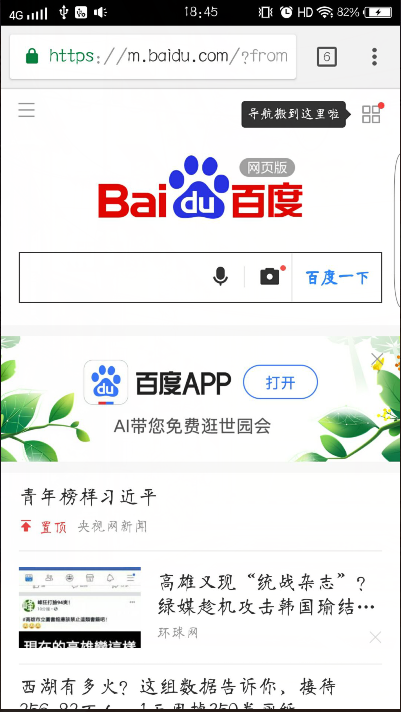 4G 18:45 HD 82%
https://m.baidu.com/?from
6
导航搬到这里啦
网页版
Bai du 百度
百度一下
du
百度APP
打开
AI带您免费逛世园会
青年榜样习近平
置顶 央视网新闻
高雄又现“统战杂志”?
绿媒趁机攻击韩国瑜结…
环球网
現在的高雄變這樣
西湖有多火? 这组数据告诉你，接待